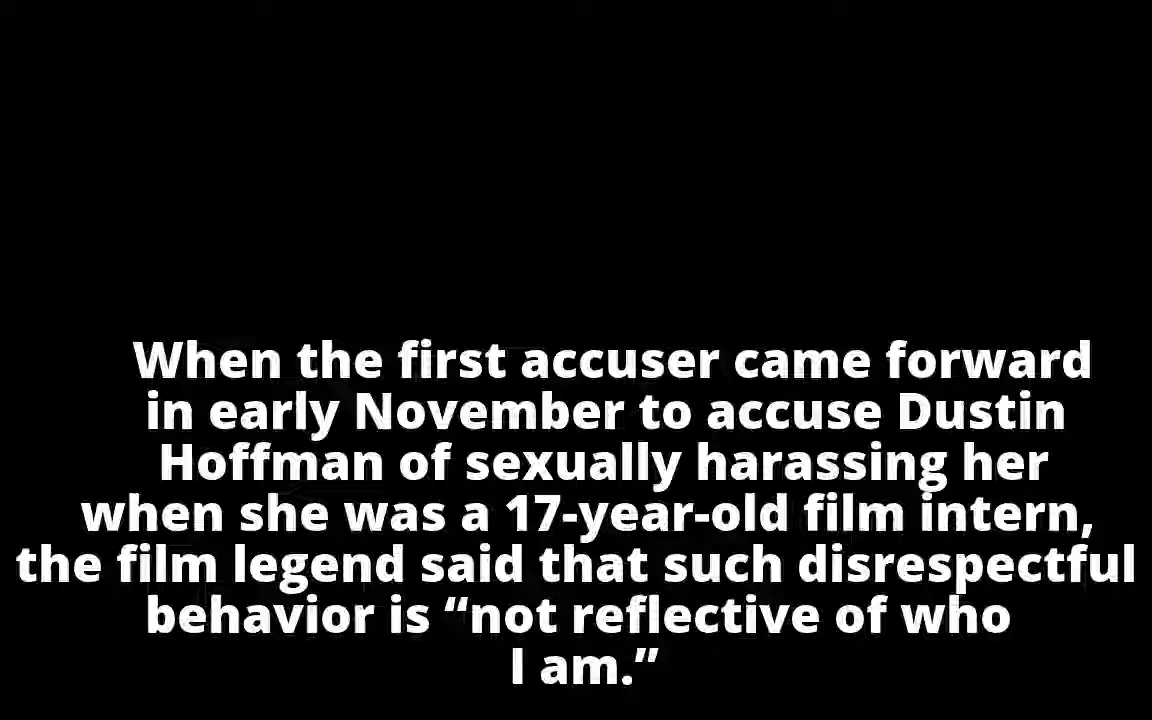 When the first accuser came forward
in early November to accuse Dustin
Hoffman of sexually harassing her
when she was a 17-year-old film intern,
the film legend said that such disrespectful
behavior is “not reflective of who
I am.”